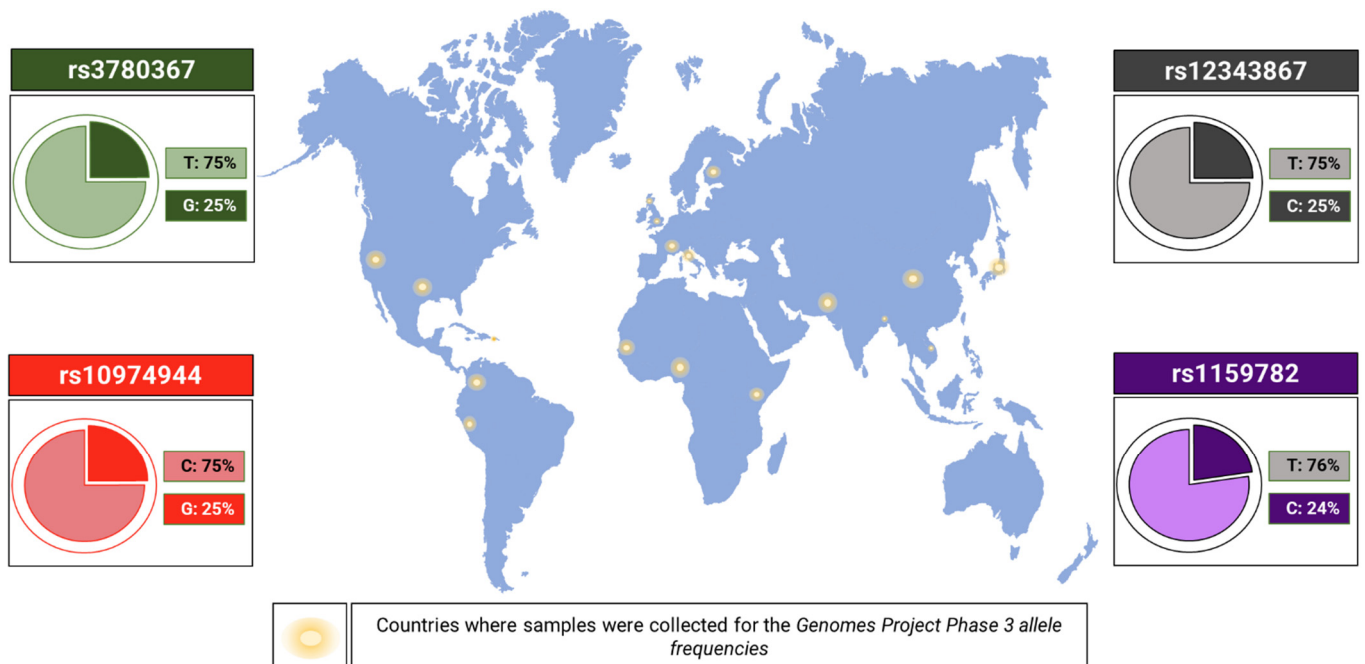 rs3780367
T: 75%
G: 25%
rs12343867
T: 75%
C: 25%
rs10974944
C: 75%
G: 25%
rs1159782
T: 76%
C: 24%
Countries where samples were collected for the Genomes Project Phase 3 allele
frequencies